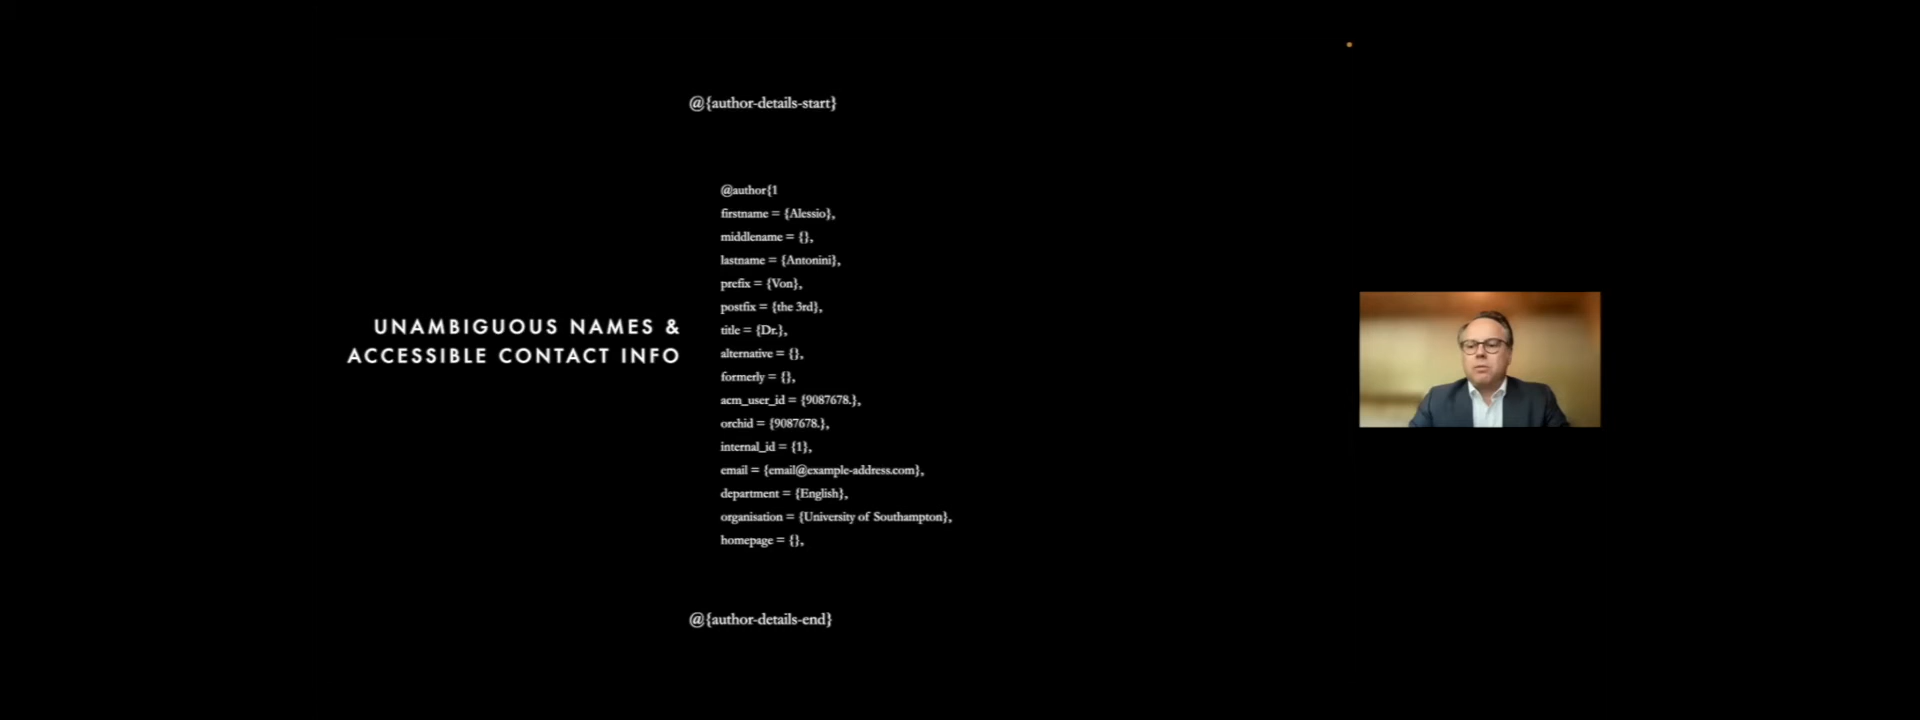 @{author-details-start}
UNAMBIGUOUS NAMES &
ACCESSIBLE CONTACT INFO
@author{1
firstname = {Alessio},
middlename = {},
lastname = {Antonini},
prefix = {Von},
postfix = {the 3rd},
title = {Dr.},
alternative = {},
formerly = {},
acm_user_id = {9087678.},
orchid = {9087678.},
internal_id = {1},
email = {email@example-address.com},
department = {English},
organisation = {University of Southampton},
homepage = {},
@{author-details-end}